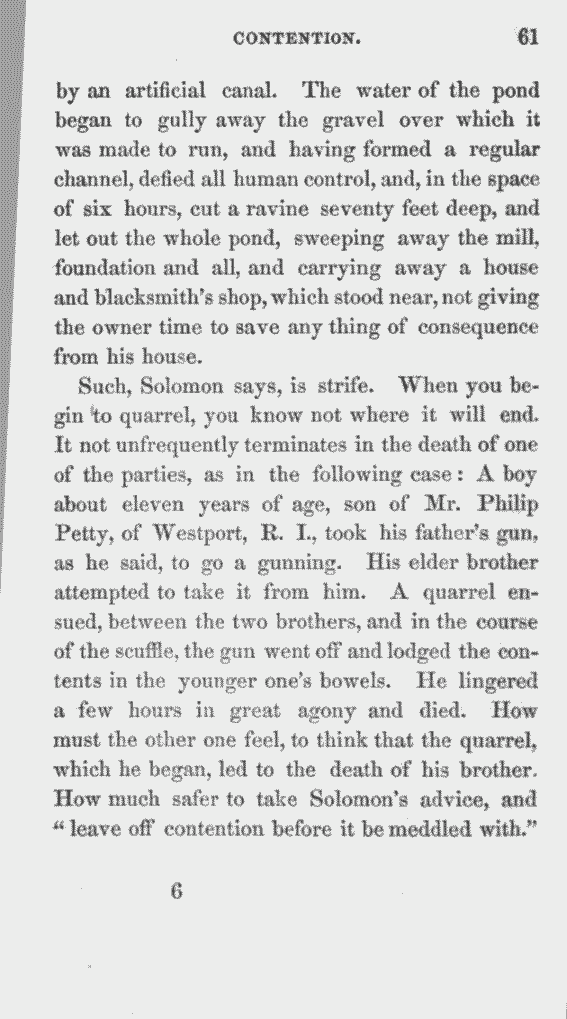 CONTENTION. 61
by an artificial canal. The water of the pond
began to gully away the gravel over which it
was made to run, and having formed a regular
channel, defied all human control, and, in the space
of six hours, cut a ravine seventy feet deep, and
let out the whole pond, sweeping away the mill,
foundation and all, and carrying away a house
and blacksmith's shop, which stood near, not giving
the owner time to save any thing of consequence
from his house.
Such, Solomon says, is strife. When you be-
gin to quarrel, you know not where it will end.
It not unfrequently terminates in the death of one
of the parties, as in the following case: A boy
about eleven years of age, son of Mr. Philip
Petty, of Westport, R. I., took his father's gun,
as he said, to go a gunning. His elder brother
attempted to take it from him. A quarrel en-
sued, between the two brothers, and in the course
of the scuffle, the gun went off and lodged the con-
tents in the younger one's bowels. He lingered
a few hours in great agony and died. How
must the other one feel, to think that the quarrel,
which he began, led to the death of his brother.
How much safer to take Solomon's advice, and
“leave off contention before it be meddled with.”
6